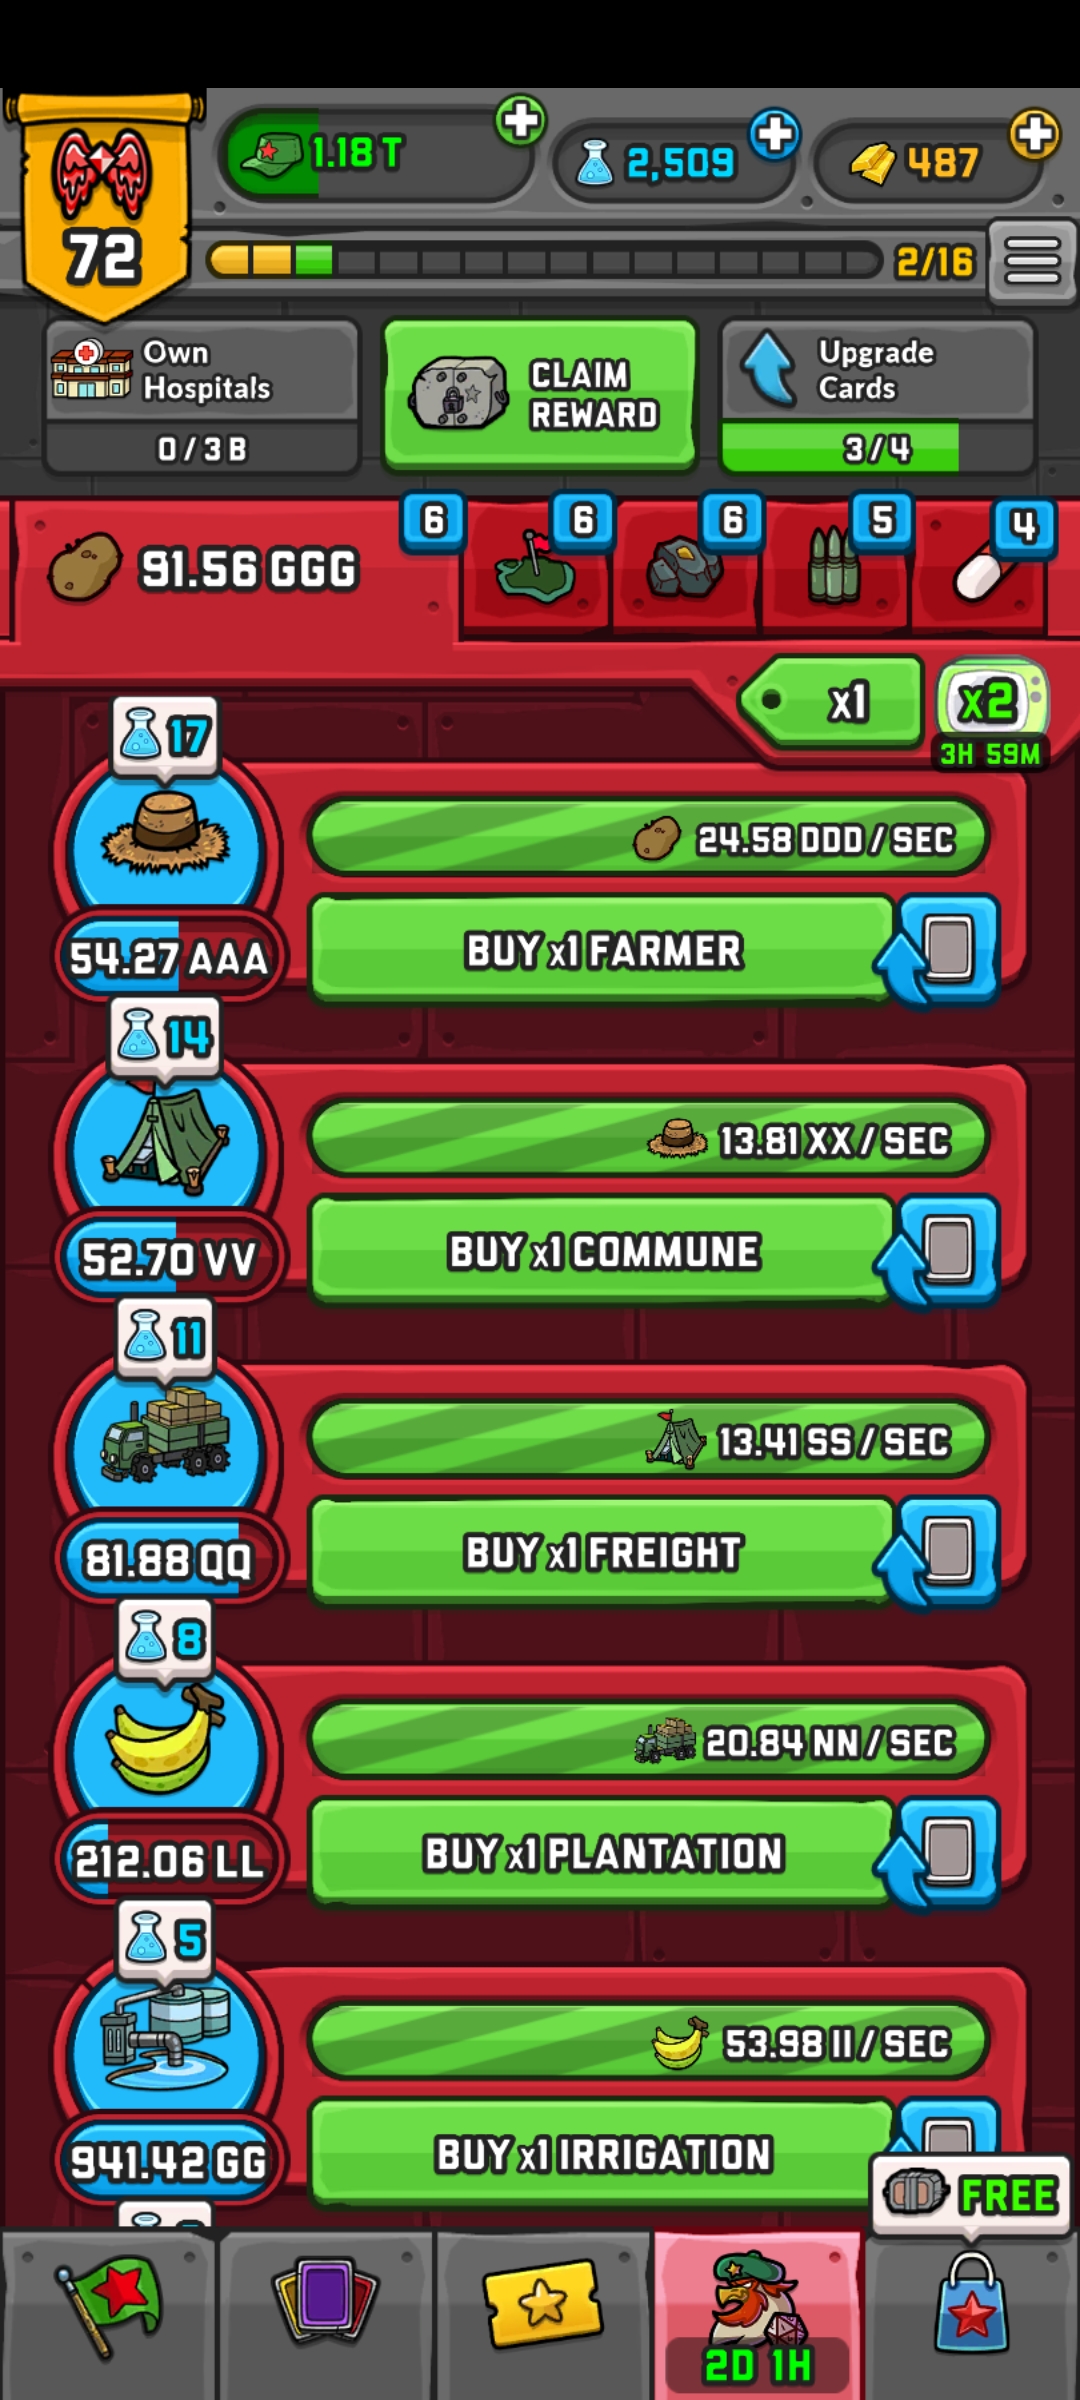 1.18 T
2,509
487
72
2/16
Own
Hospitals
0 / 3 B
CLAIM
REWARD
Upgrade
Cards
3 / 4
91.56 GGG
6
6
6
5
4
x1
x2
3H 59M
17
24.58 DDD / SEC
BUY x1 FARMER
54.27 AAA
14
13.81 XX / SEC
BUY x1 COMMUNE
52.70 VV
11
13.41 SS / SEC
BUY x1 FREIGHT
81.88 QQ
8
20.84 NN / SEC
BUY x1 PLANTATION
212.06 LL
5
53.98 II / SEC
BUY x1 IRRIGATION
941.42 GG
FREE
2D 1H